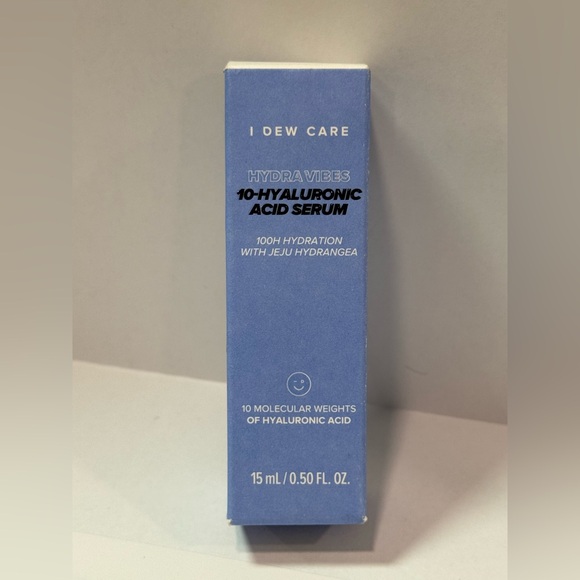 I DEW CARE
HYDRA VIBES
10-HYALURONIC
ACID SERUM
100H HYDRATION
WITH JEJU HYDRANGEA
10 MOLECULAR WEIGHTS
OF HYALURONIC ACID
15 mL / 0.50 FL. OZ.